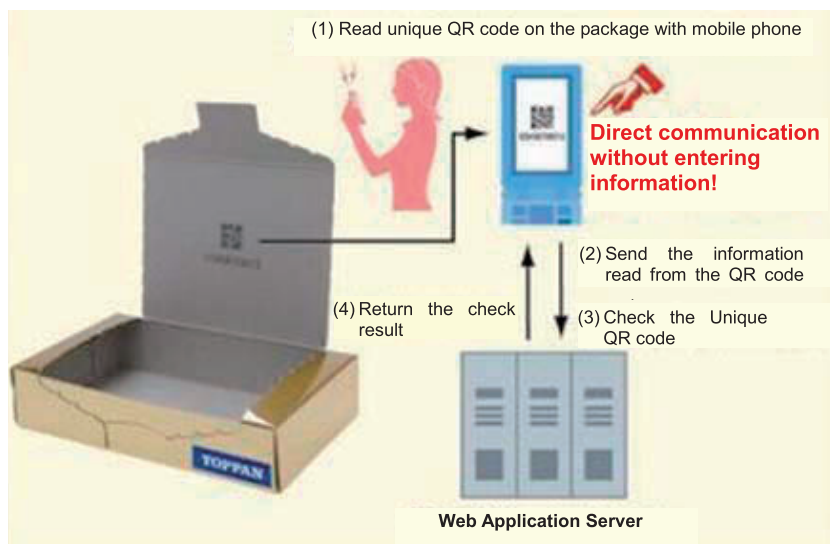 (1) Read unique QR code on the package with mobile phone
Direct communication
without entering
information!
(2) Send the information
read from the QR code
(3) Check the Unique
QR code
(4) Return the check
result
TOPPAN
Web Application Server